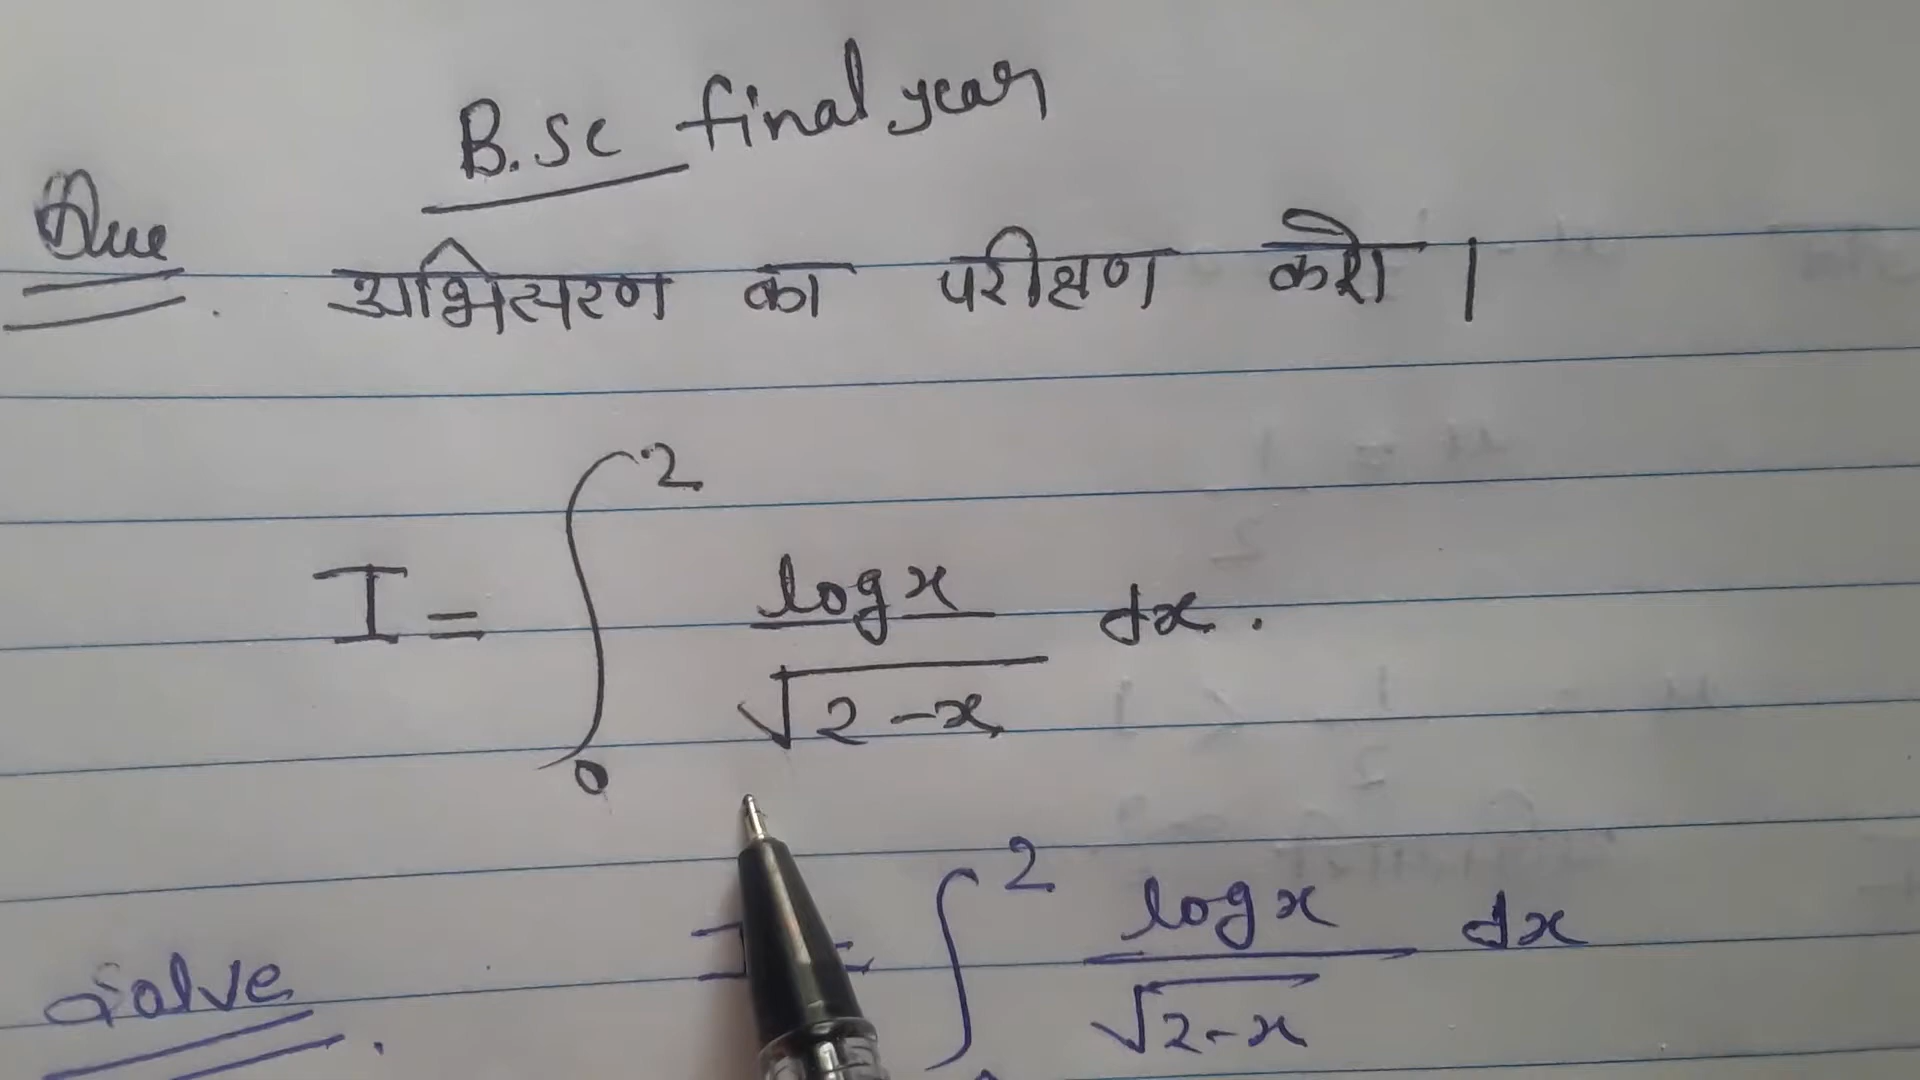 B.Sc final year
Que. अभिसरण का परीक्षण करो |
I = ∫₀² log x / √2-x dx.
Solve. I = ∫² log x / √2-x dx